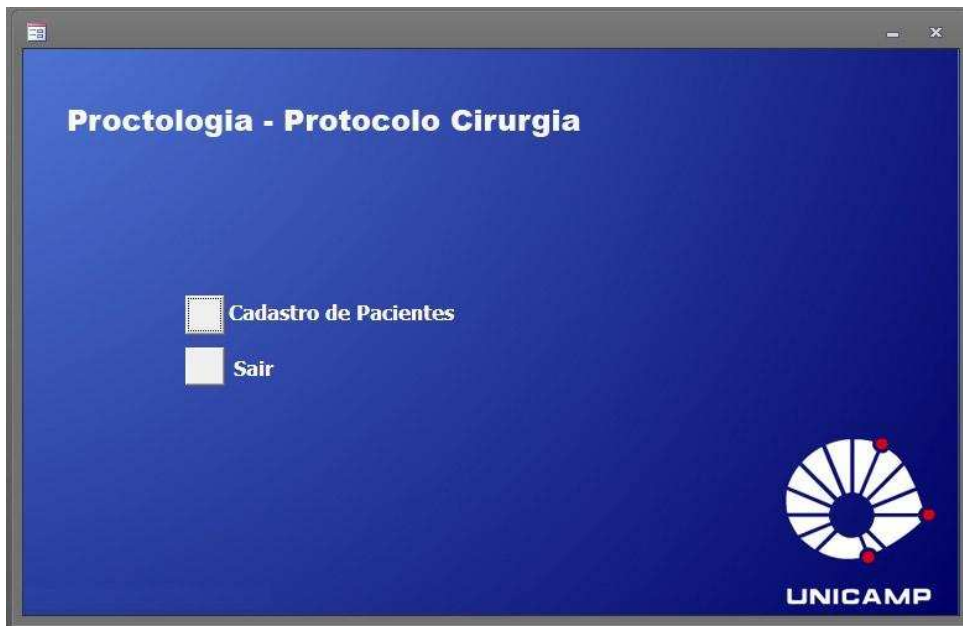 Proctologia - Protocolo Cirurgia
Cadastro de Pacientes
Sair
UNICAMP